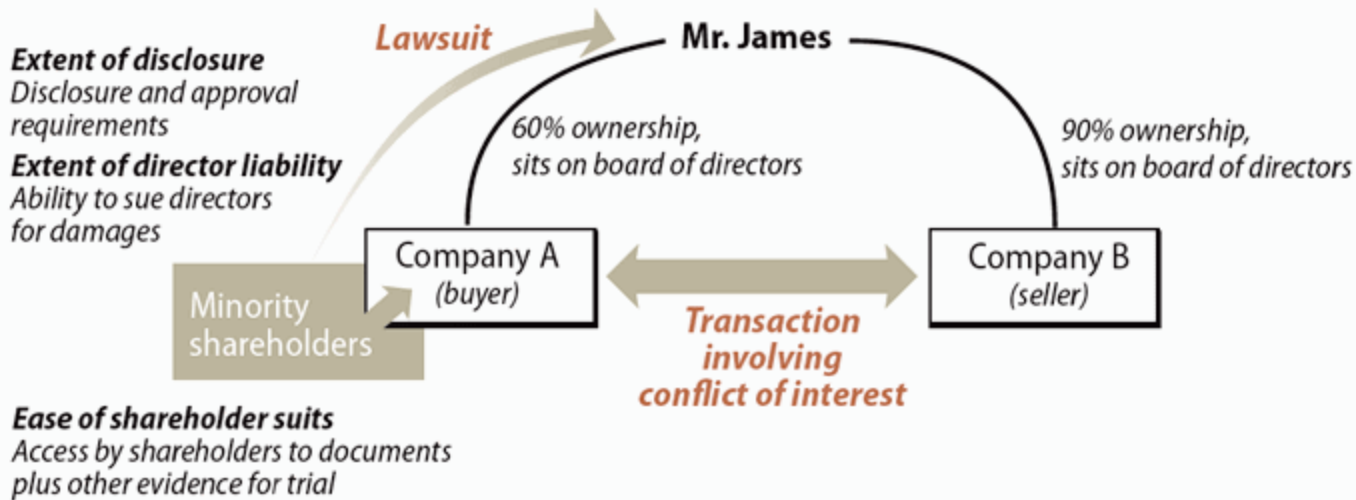 Lawsuit
Mr. James
Extent of disclosure
Disclosure and approval
requirements
Extent of director liability
Ability to sue directors
for damages
60% ownership,
sits on board of directors
90% ownership,
sits on board of directors
Company A
(buyer)
Company B
(seller)
Minority
shareholders
Transaction
involving
conflict of interest
Ease of shareholder suits
Access by shareholders to documents
plus other evidence for trial